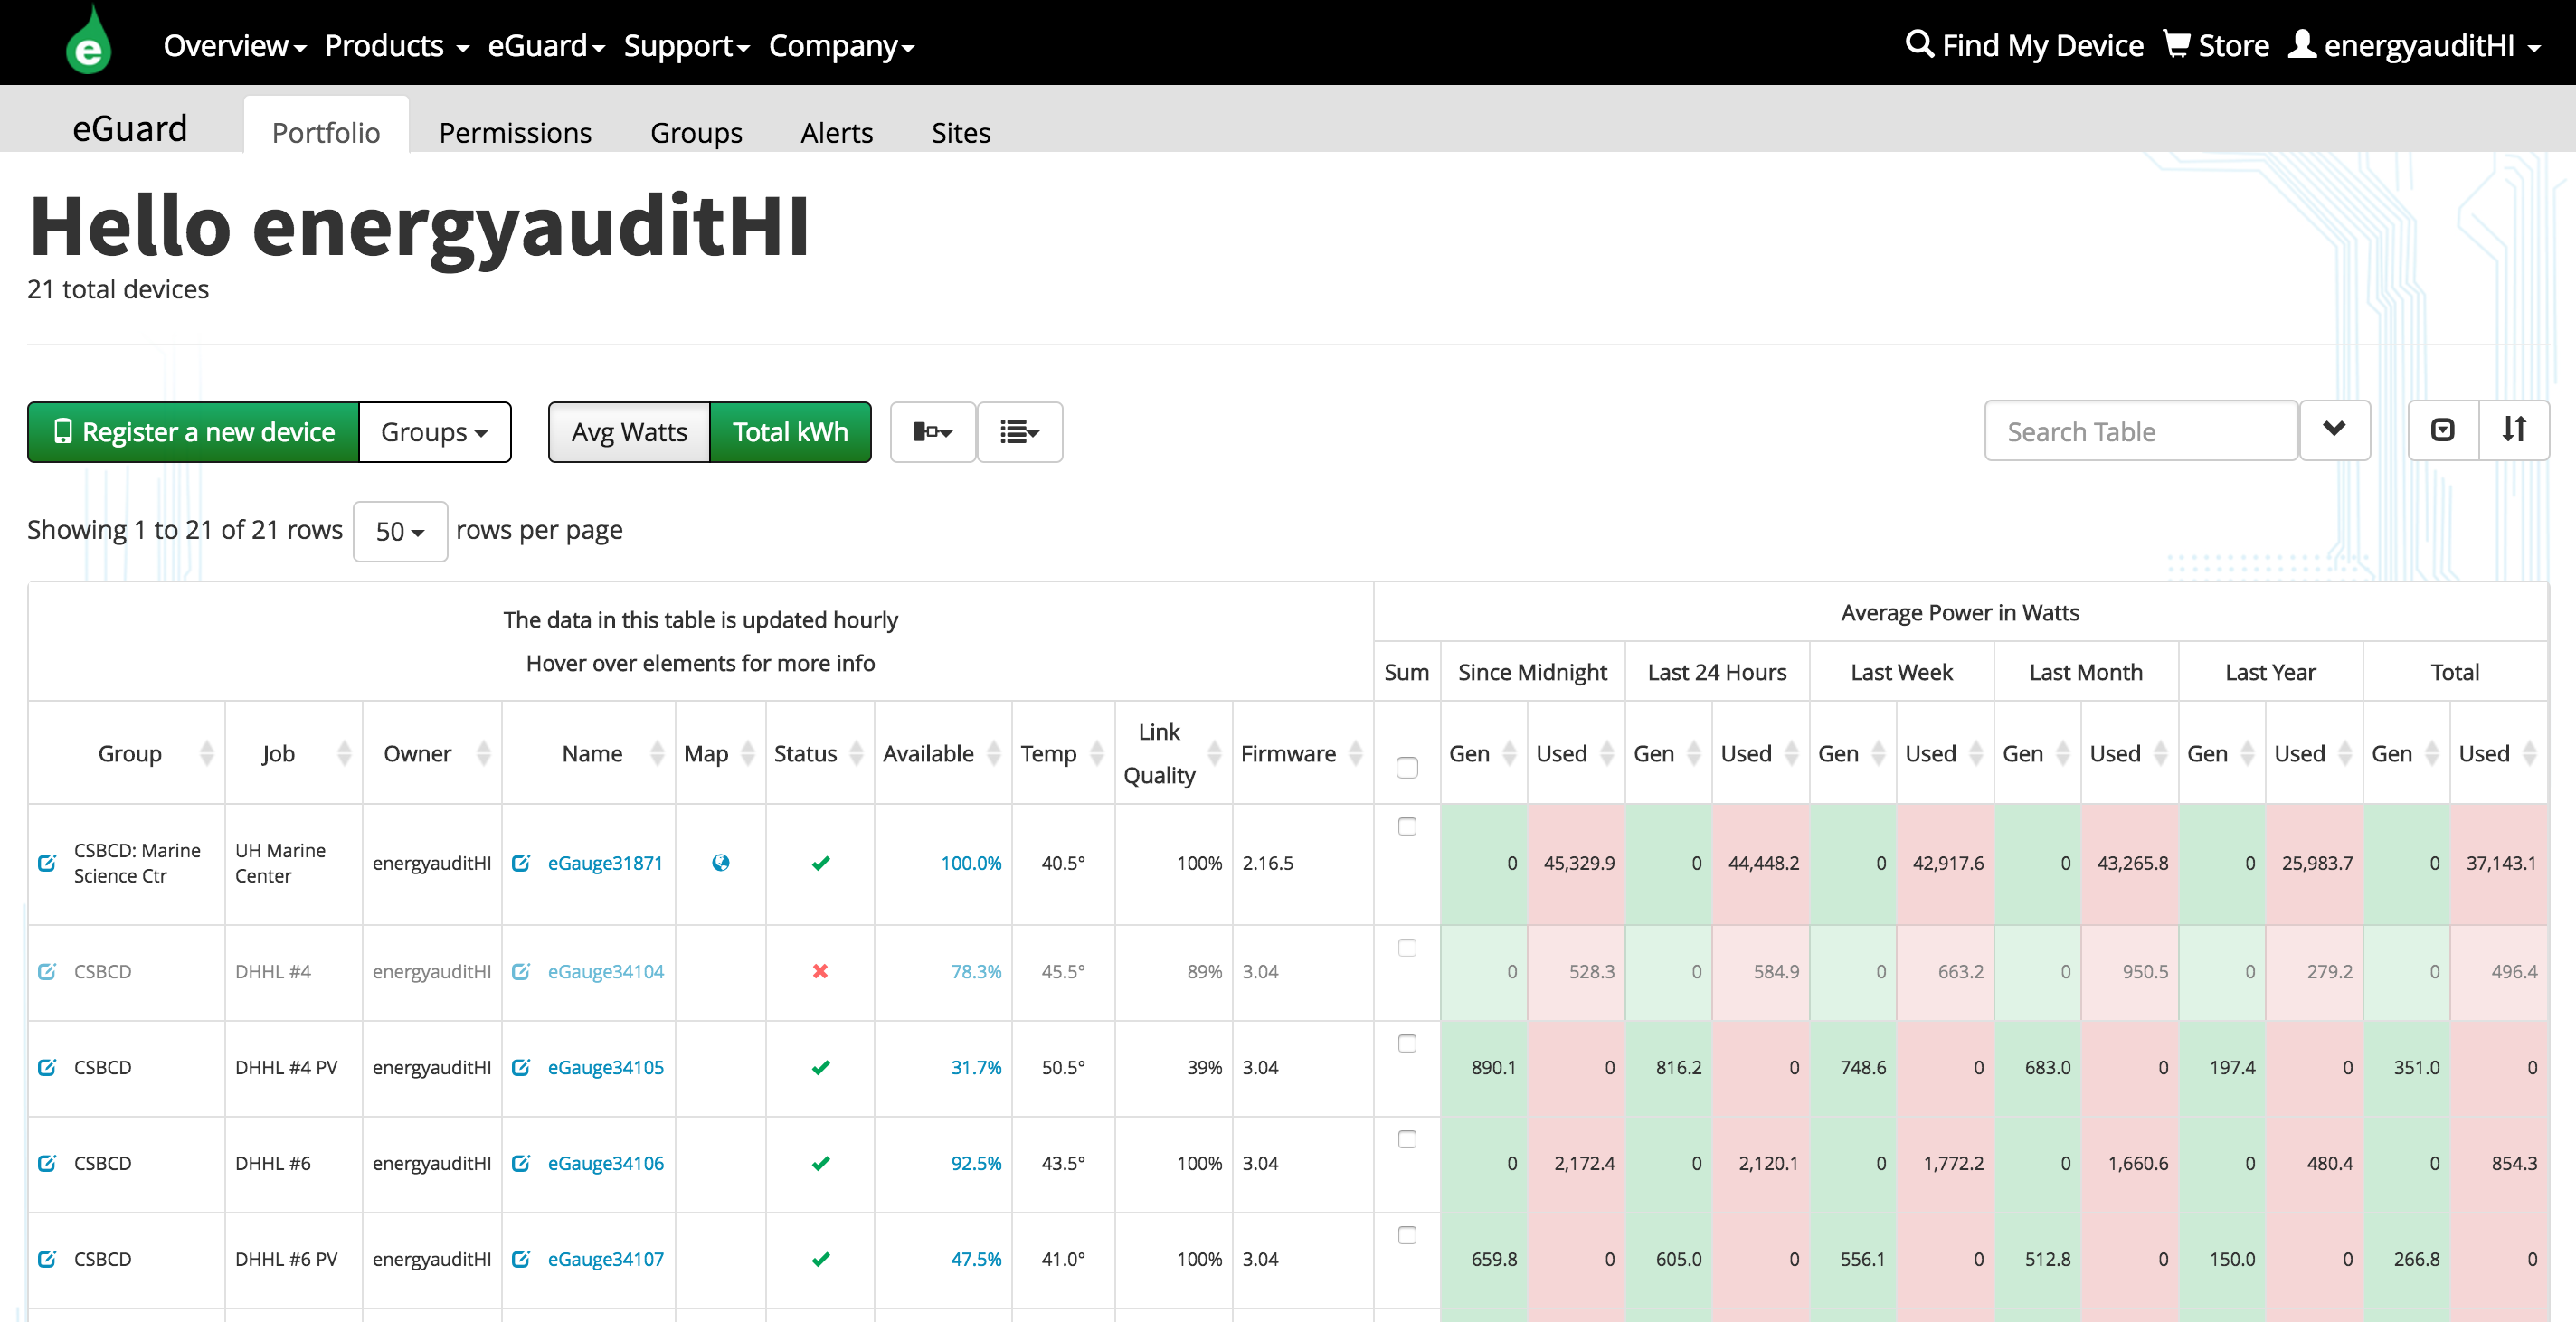 e Overview Products eGuard Support Company Find My Device Store energyauditHI
eGuard Portfolio Permissions Groups Alerts Sites
Hello energyauditHI
21 total devices
Register a new device Groups Avg Watts Total kWh Search Table
Showing 1 to 21 of 21 rows 50 rows per page
The data in this table is updated hourly
Hover over elements for more info
Average Power in Watts
Sum Since Midnight Last 24 Hours Last Week Last Month Last Year Total
Group Job Owner Name Map Status Available Temp Link Quality Firmware Gen Used Gen Used Gen Used Gen Used Gen Used Gen Used
CSBCD: Marine Science Ctr UH Marine Center energyauditHI eGauge31871 100.0% 40.5° 100% 2.16.5 0 45,329.9 0 44,448.2 0 42,917.6 0 43,265.8 0 25,983.7 0 37,143.1
CSBCD DHHL #4 energyauditHI eGauge34104 78.3% 45.5° 89% 3.04 0 528.3 0 584.9 0 663.2 0 950.5 0 279.2 0 496.4
CSBCD DHHL #4 PV energyauditHI eGauge34105 31.7% 50.5° 39% 3.04 890.1 0 816.2 0 748.6 0 683.0 0 197.4 0 351.0 0
CSBCD DHHL #6 energyauditHI eGauge34106 92.5% 43.5° 100% 3.04 0 2,172.4 0 2,120.1 0 1,772.2 0 1,660.6 0 480.4 0 854.3
CSBCD DHHL #6 PV energyauditHI eGauge34107 47.5% 41.0° 100% 3.04 659.8 0 605.0 0 556.1 0 512.8 0 150.0 0 266.8 0